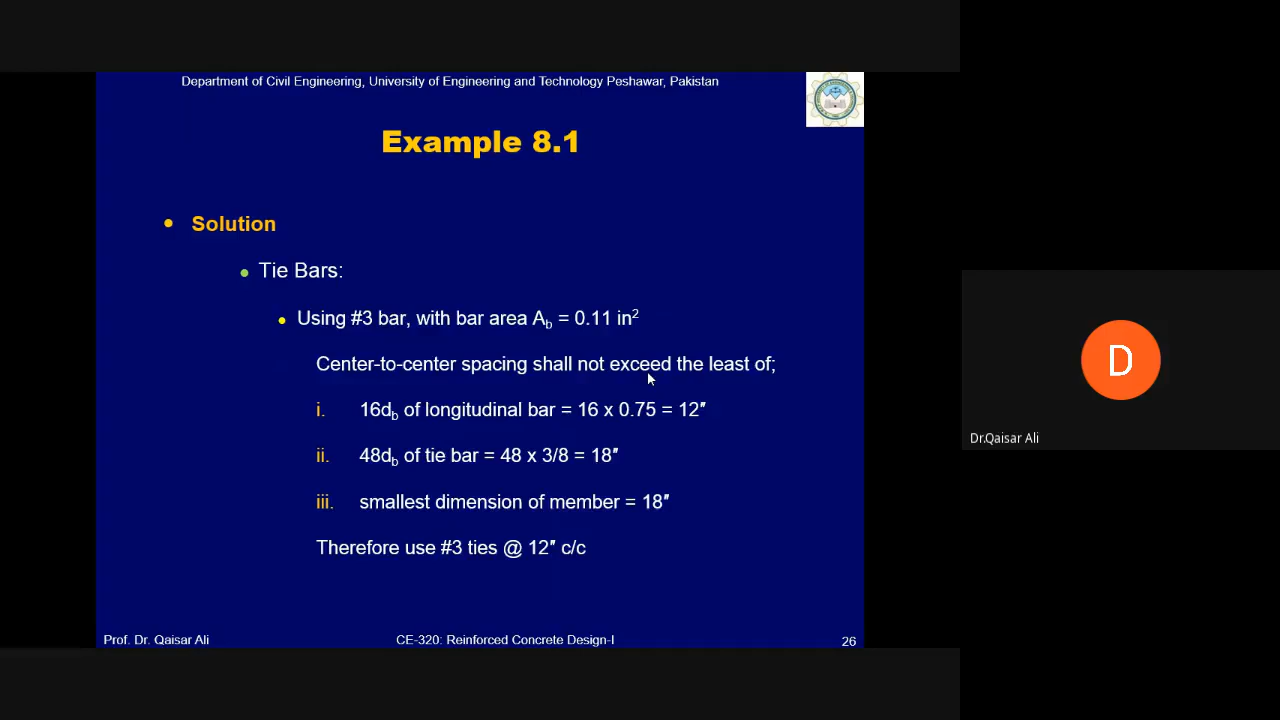 Department of Civil Engineering, University of Engineering and Technology Peshawar, Pakistan
Example 8.1
• Solution
• Tie Bars:
• Using #3 bar, with bar area Ab = 0.11 in²
Center-to-center spacing shall not exceed the least of;
i. 16db of longitudinal bar = 16 x 0.75 = 12″
ii. 48db of tie bar = 48 x 3/8 = 18″
iii. smallest dimension of member = 18″
Therefore use #3 ties @ 12″ c/c
Prof. Dr. Qaisar Ali CE-320: Reinforced Concrete Design-I 26
D
Dr.Qaisar Ali